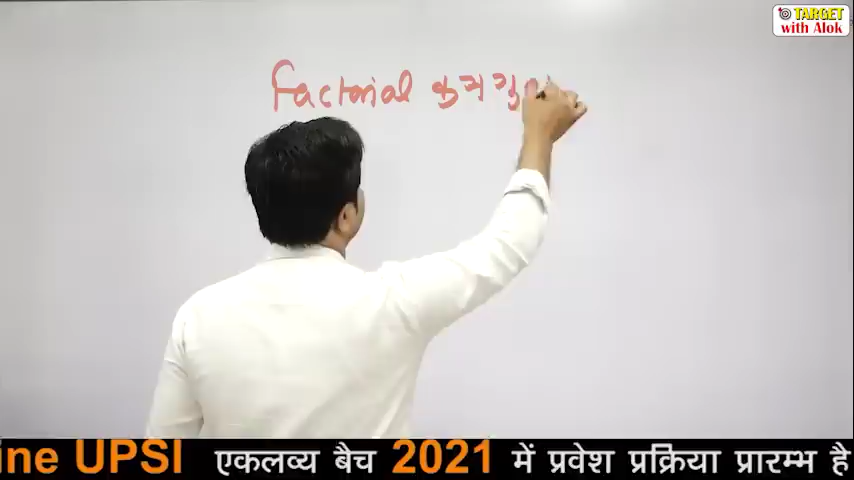 TARGET
with Alok
Factorial क्रमगु
ine UPSI एकलव्य बैच 2021 में प्रवेश प्रक्रिया प्रारम्भ है